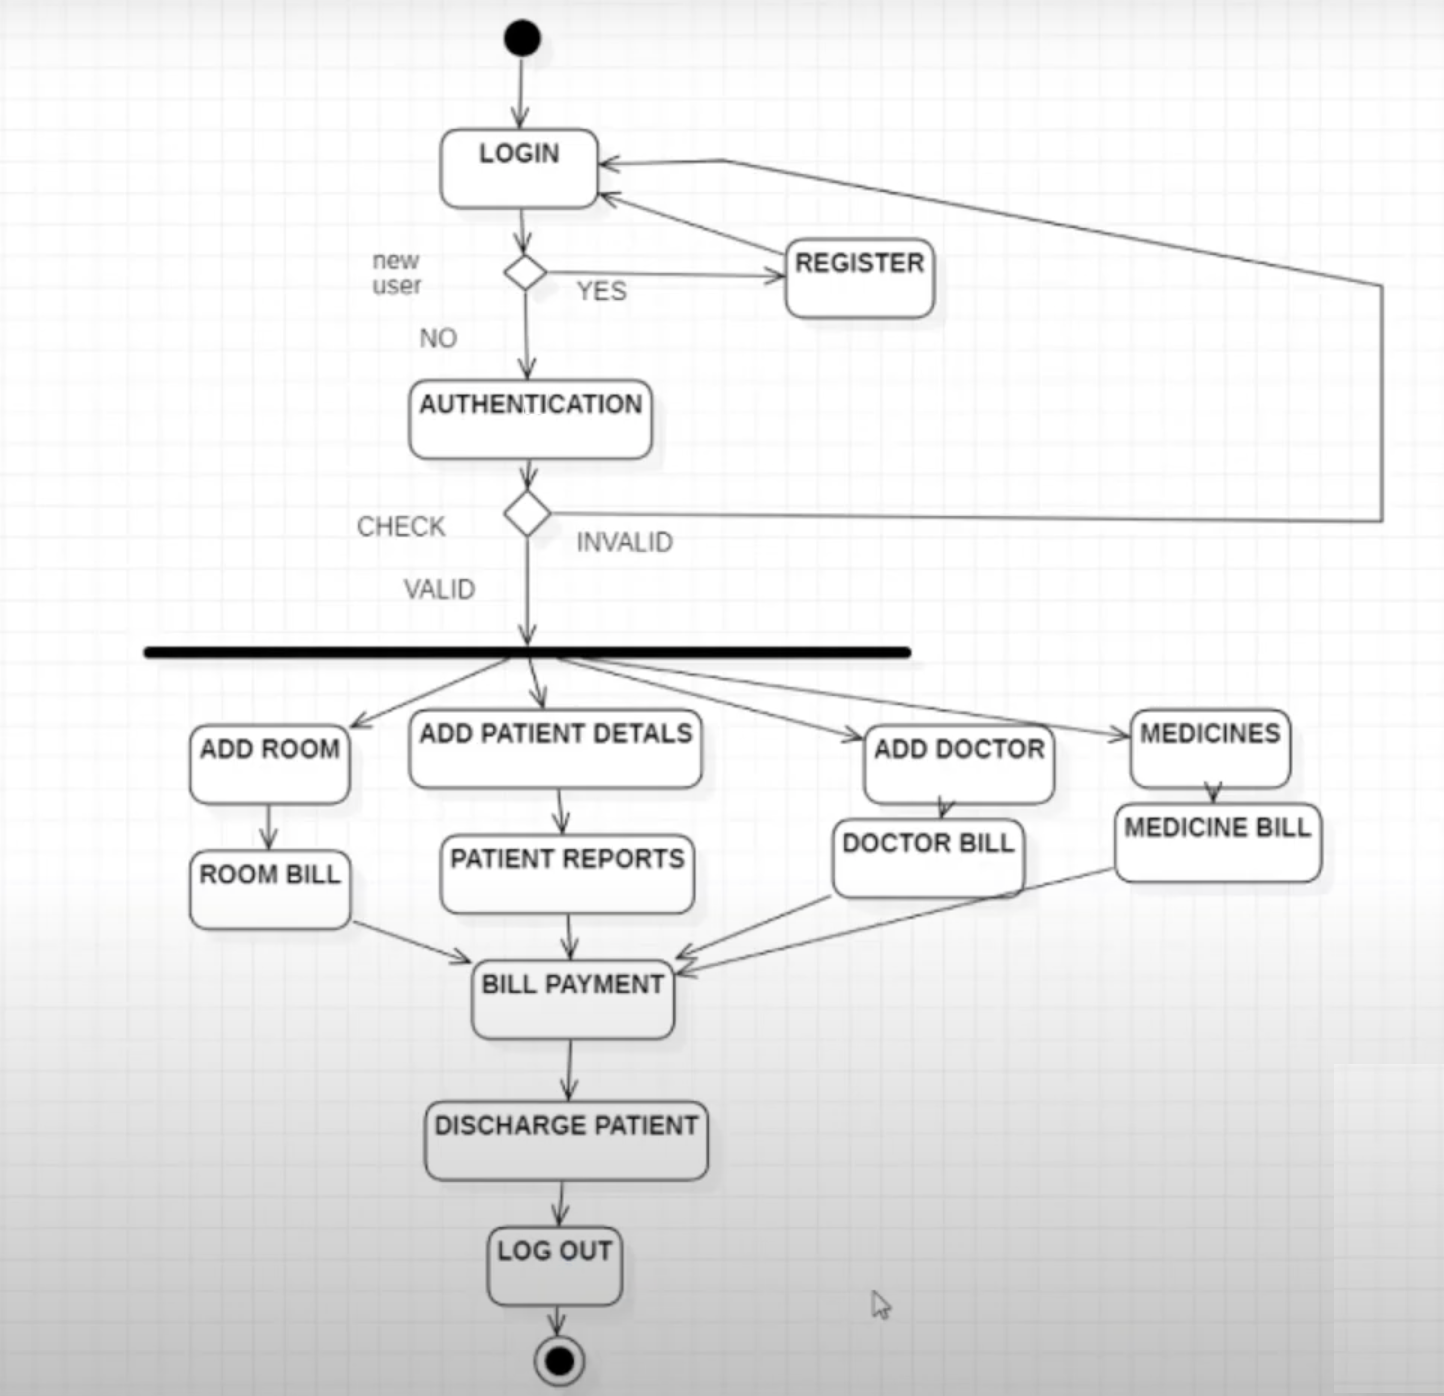 LOGIN
REGISTER
new
user
YES
NO
AUTHENTICATION
CHECK
INVALID
VALID
ADD ROOM
ADD PATIENT DETALS
ADD DOCTOR
MEDICINES
ROOM BILL
PATIENT REPORTS
DOCTOR BILL
MEDICINE BILL
BILL PAYMENT
DISCHARGE PATIENT
LOG OUT